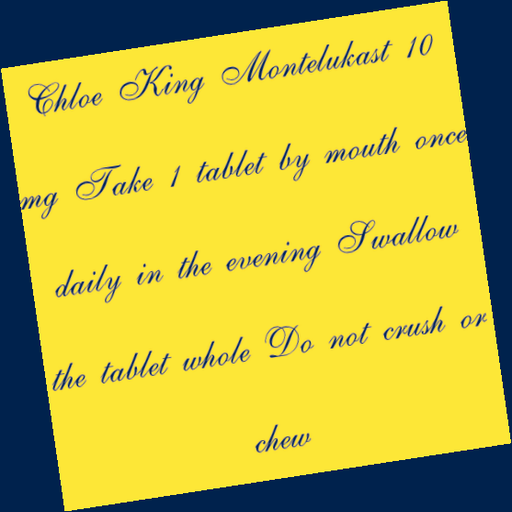 Chloe King Montelukast 10
mg Take 1 tablet by mouth once
daily in the evening Swallow
the tablet whole Do not crush or
chew